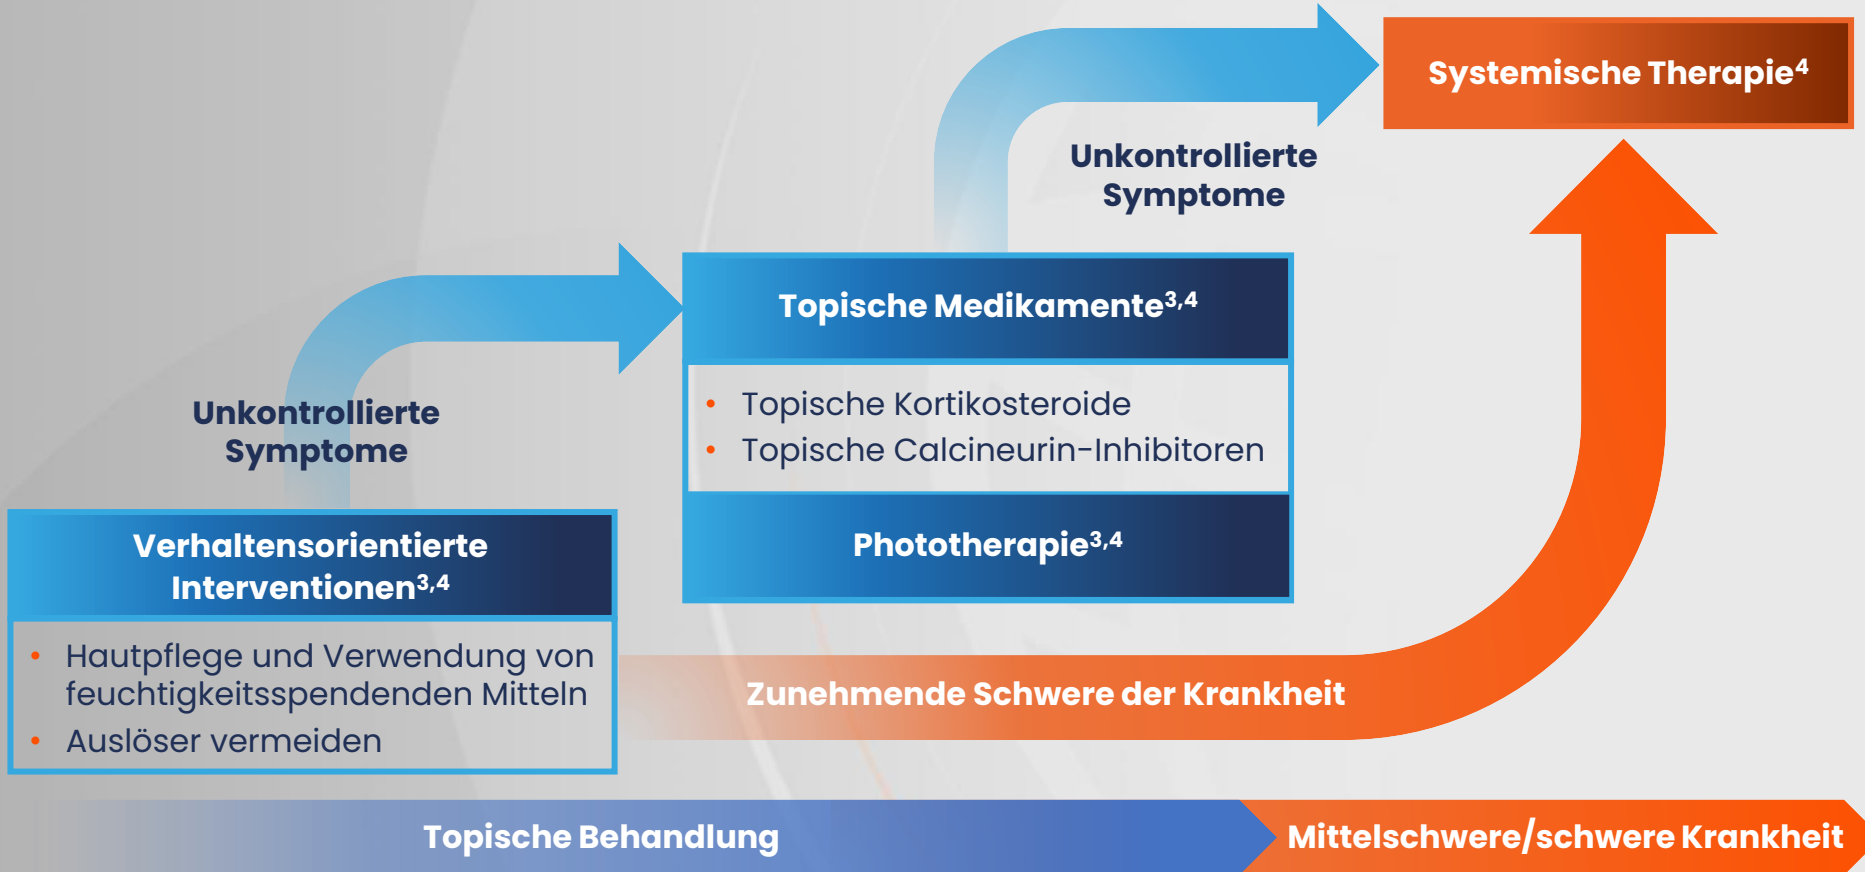 Systemische Therapie⁴
Unkontrollierte
Symptome
Topische Medikamente³,⁴
• Topische Kortikosteroide
• Topische Calcineurin-Inhibitoren
Phototherapie³,⁴
Unkontrollierte
Symptome
Verhaltensorientierte
Interventionen³,⁴
• Hautpflege und Verwendung von
feuchtigkeitsspendenden Mitteln
• Auslöser vermeiden
Zunehmende Schwere der Krankheit
Topische Behandlung
Mittelschwere/schwere Krankheit